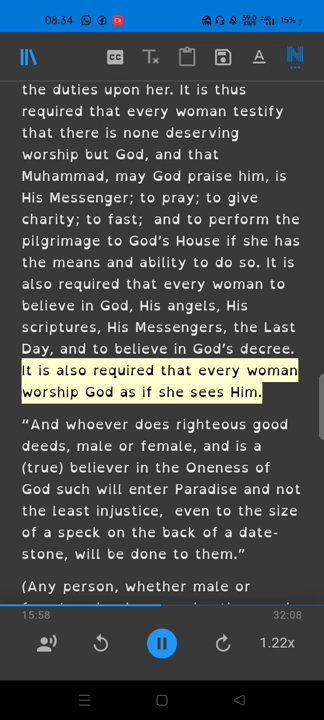 08.34
39.0
15%
CC
the duties upon her. It is thus
required that every woman testify
that there is none deserving
worship but God, and that
Muhammad, may God praise him, is
His Messenger; to pray; to give
charity; to fast;  and to perform the
pilgrimage to God's House if she has
the means and ability to do so. It is
also required that every woman to
believe in God, His angels, His
scriptures, His Messengers, the Last
Day, and to believe in God's decree.
It is also required that every woman
worship God as if she sees Him.
“And whoever does righteous good
deeds, male or female, and is a
(true) believer in the Oneness of
God such will enter Paradise and not
the least injustice,  even to the size
of a speck on the back of a date-
stone, will be done to them.”
(Any person, whether male or
15:58
32:08
1.22x